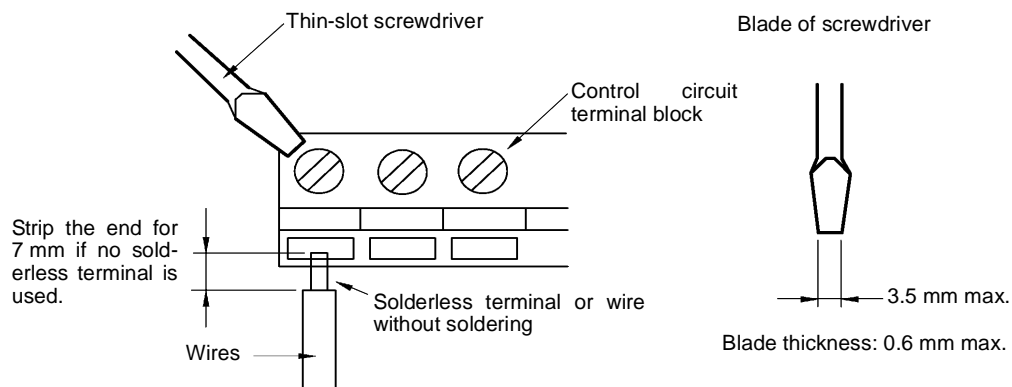 Thin-slot screwdriver
Blade of screwdriver
Control circuit
terminal block
Strip the end for
7 mm if no sold-
erless terminal is
used.
Solderless terminal or wire
without soldering
Wires
3.5 mm max.
Blade thickness: 0.6 mm max.